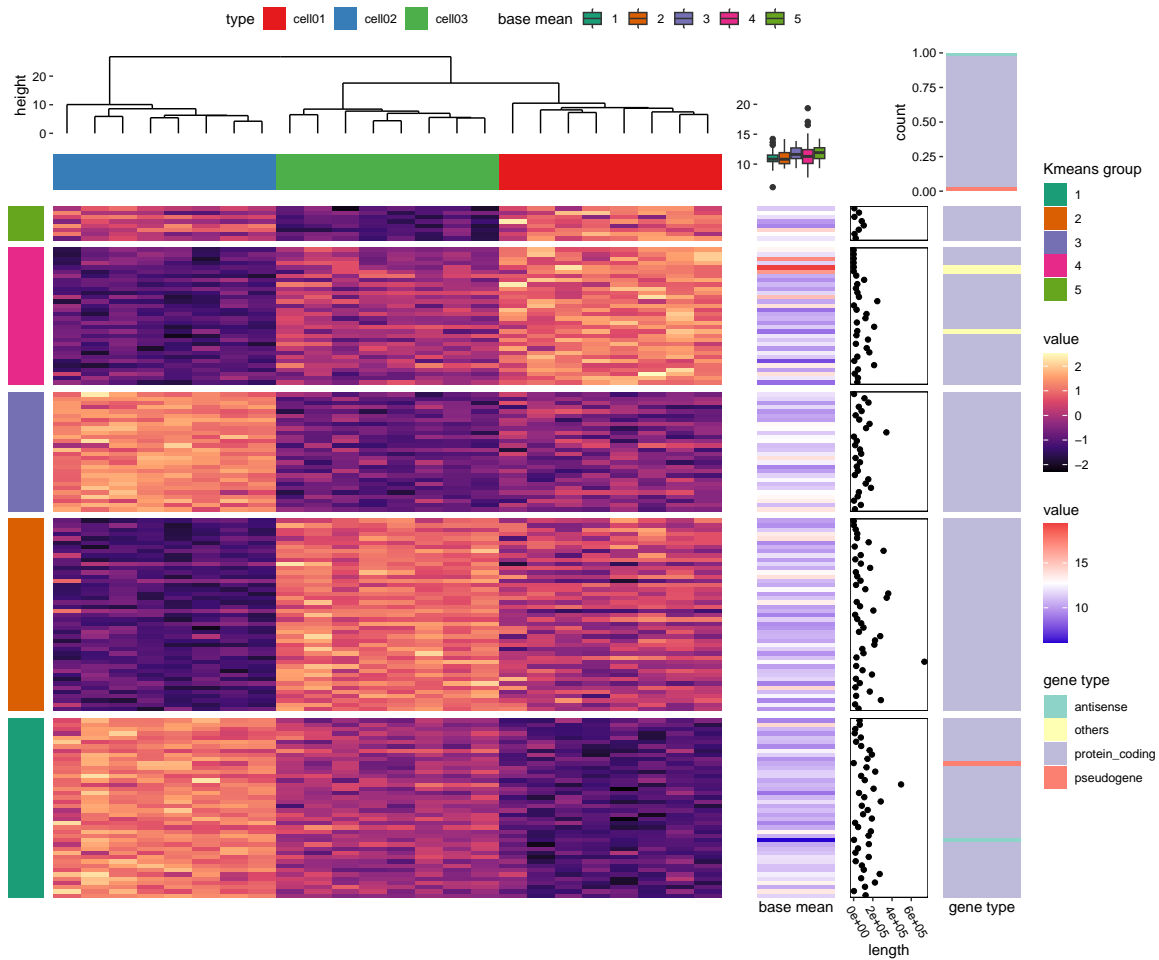 type cell01 cell02 cell03 base mean 1 2 3 4 5
height
20
10
0
20
15
10
count
1.00
0.75
0.50
0.25
0.00
Kmeans group
1
2
3
4
5
value
2
1
0
−1
−2
value
15
10
gene type
antisense
others
protein_coding
pseudogene
base mean
0e+00
2e+05
4e+05
6e+05
length
gene type